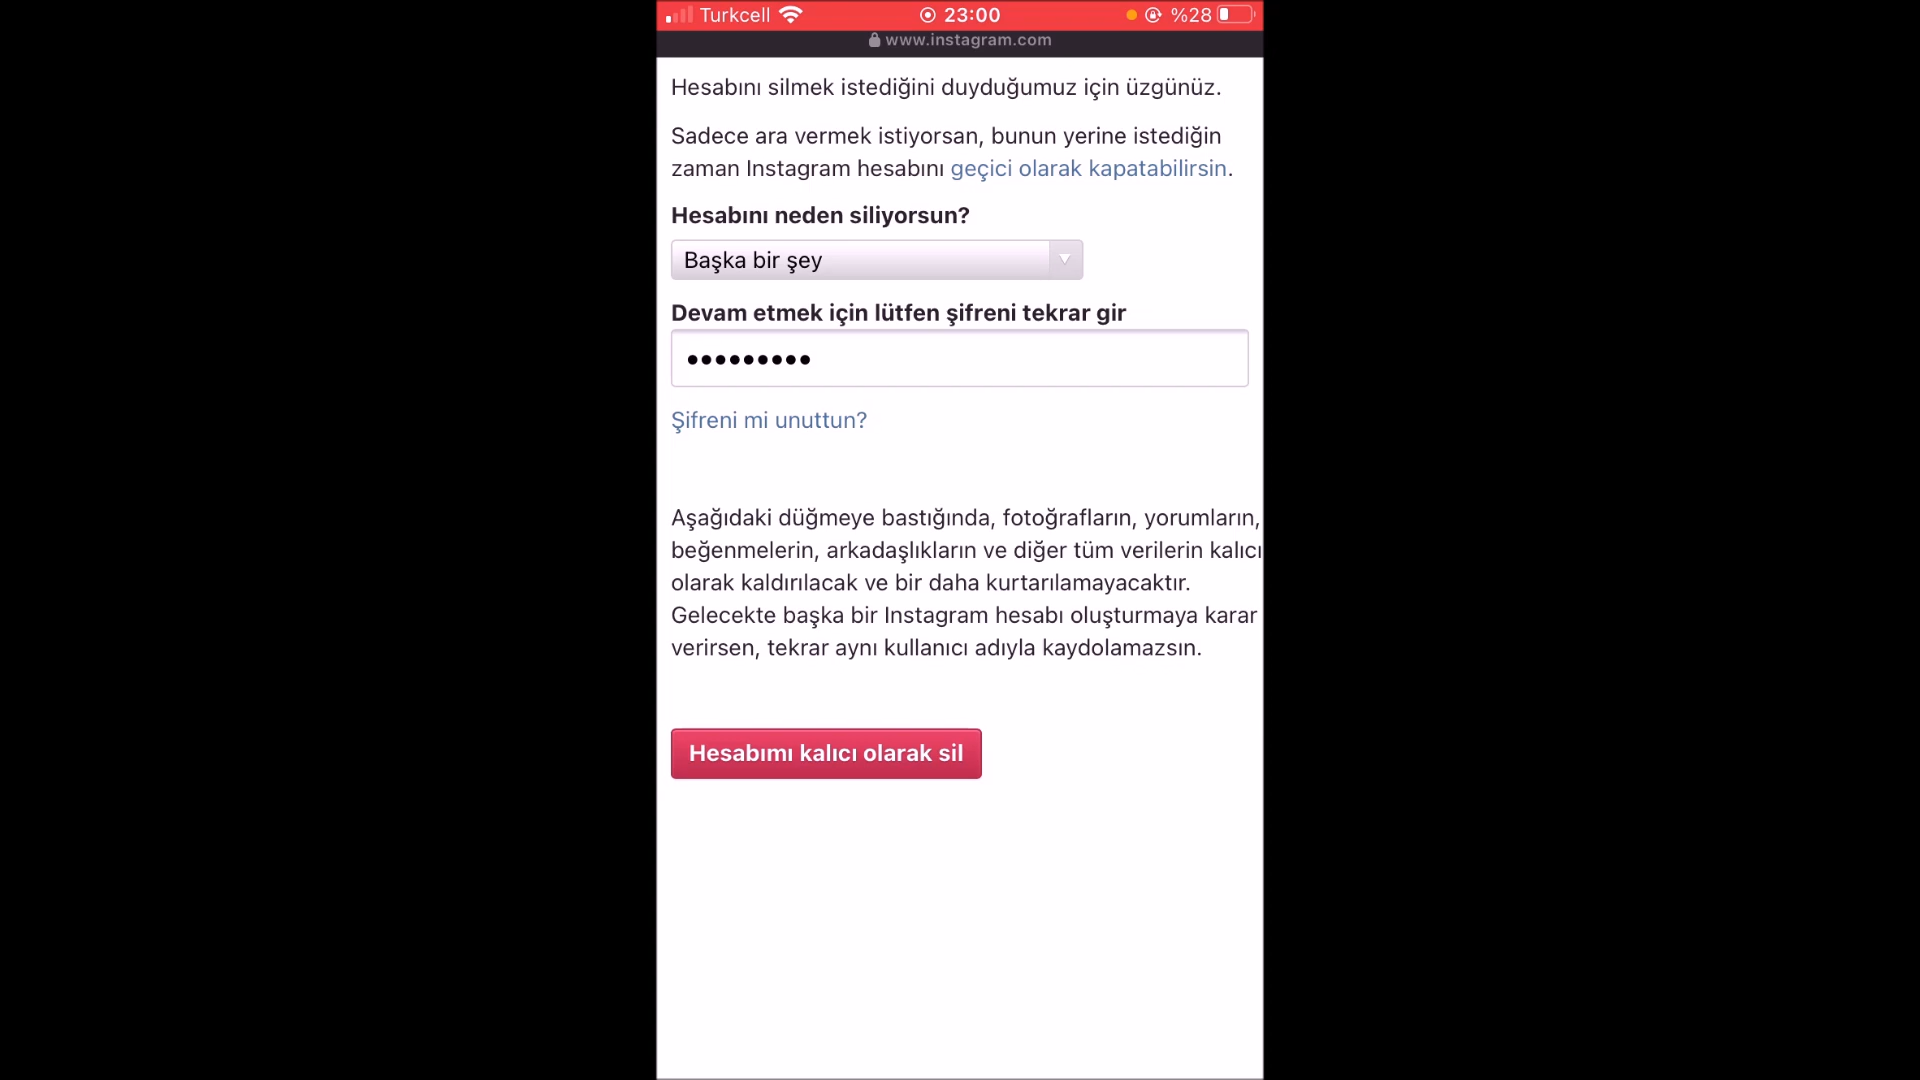 Turkcell 23:00 %28
www.instagram.com
Hesabını silmek istediğini duyduğumuz için üzgünüz.
Sadece ara vermek istiyorsan, bunun yerine istediğin
zaman Instagram hesabını geçici olarak kapatabilirsin.
Hesabını neden siliyorsun?
Başka bir şey
Devam etmek için lütfen şifreni tekrar gir
Şifreni mi unuttun?
Aşağıdaki düğmeye bastığında, fotoğrafların, yorumların,
beğenmelerin, arkadaşlıkların ve diğer tüm verilerin kalıcı
olarak kaldırılacak ve bir daha kurtarılamayacaktır.
Gelecekte başka bir Instagram hesabı oluşturmaya karar
verirsen, tekrar aynı kullanıcı adıyla kaydolamazsın.
Hesabımı kalıcı olarak sil